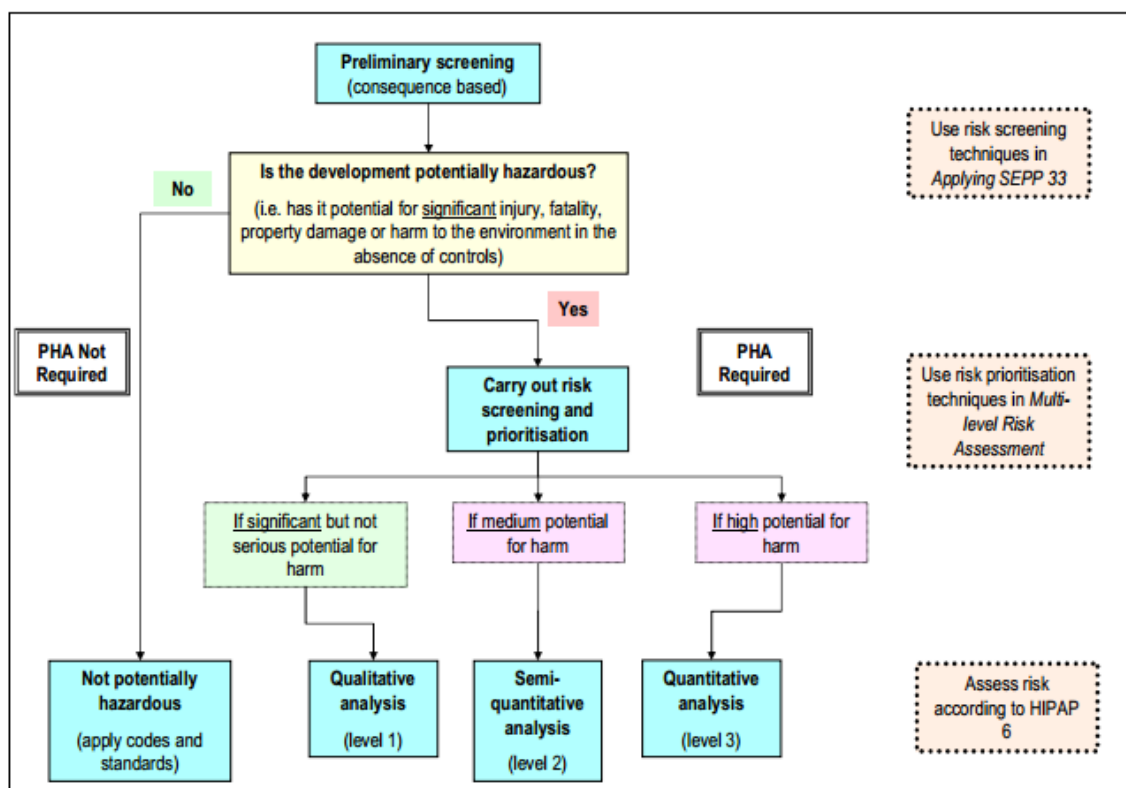 Preliminary screening
(consequence based)
Use risk screening
techniques in
Applying SEPP 33
Is the development potentially hazardous?
(i.e. has it potential for significant injury, fatality,
property damage or harm to the environment in the
absence of controls)
No
Yes
PHA Not
Required
PHA
Required
Carry out risk
screening and
prioritisation
Use risk prioritisation
techniques in Multi-
level Risk
Assessment
If significant but not
serious potential for
harm
If medium potential
for harm
If high potential for
harm
Not potentially
hazardous
(apply codes and
standards)
Qualitative
analysis
(level 1)
Semi-
quantitative
analysis
(level 2)
Quantitative
analysis
(level 3)
Assess risk
according to HIPAP
6